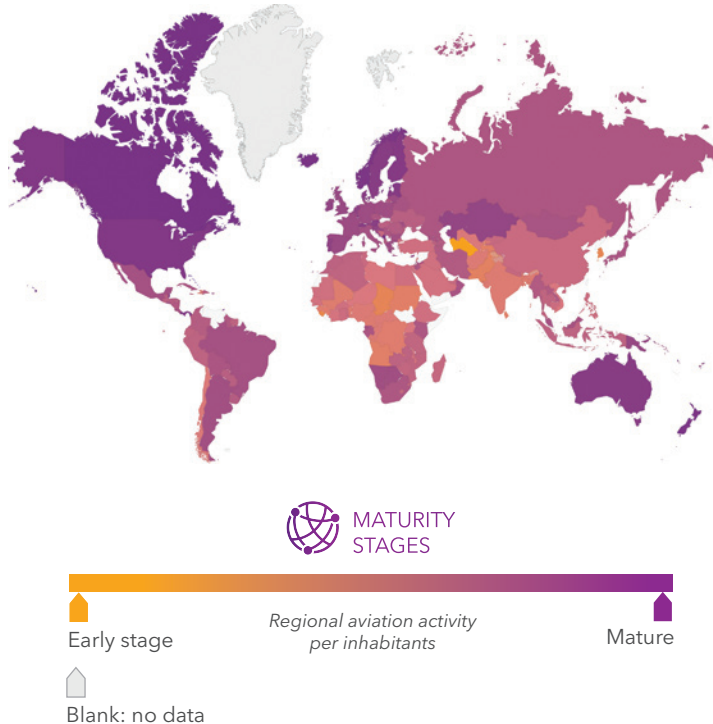 MATURITY
STAGES
Regional aviation activity
per inhabitants
Early stage
Mature
Blank: no data